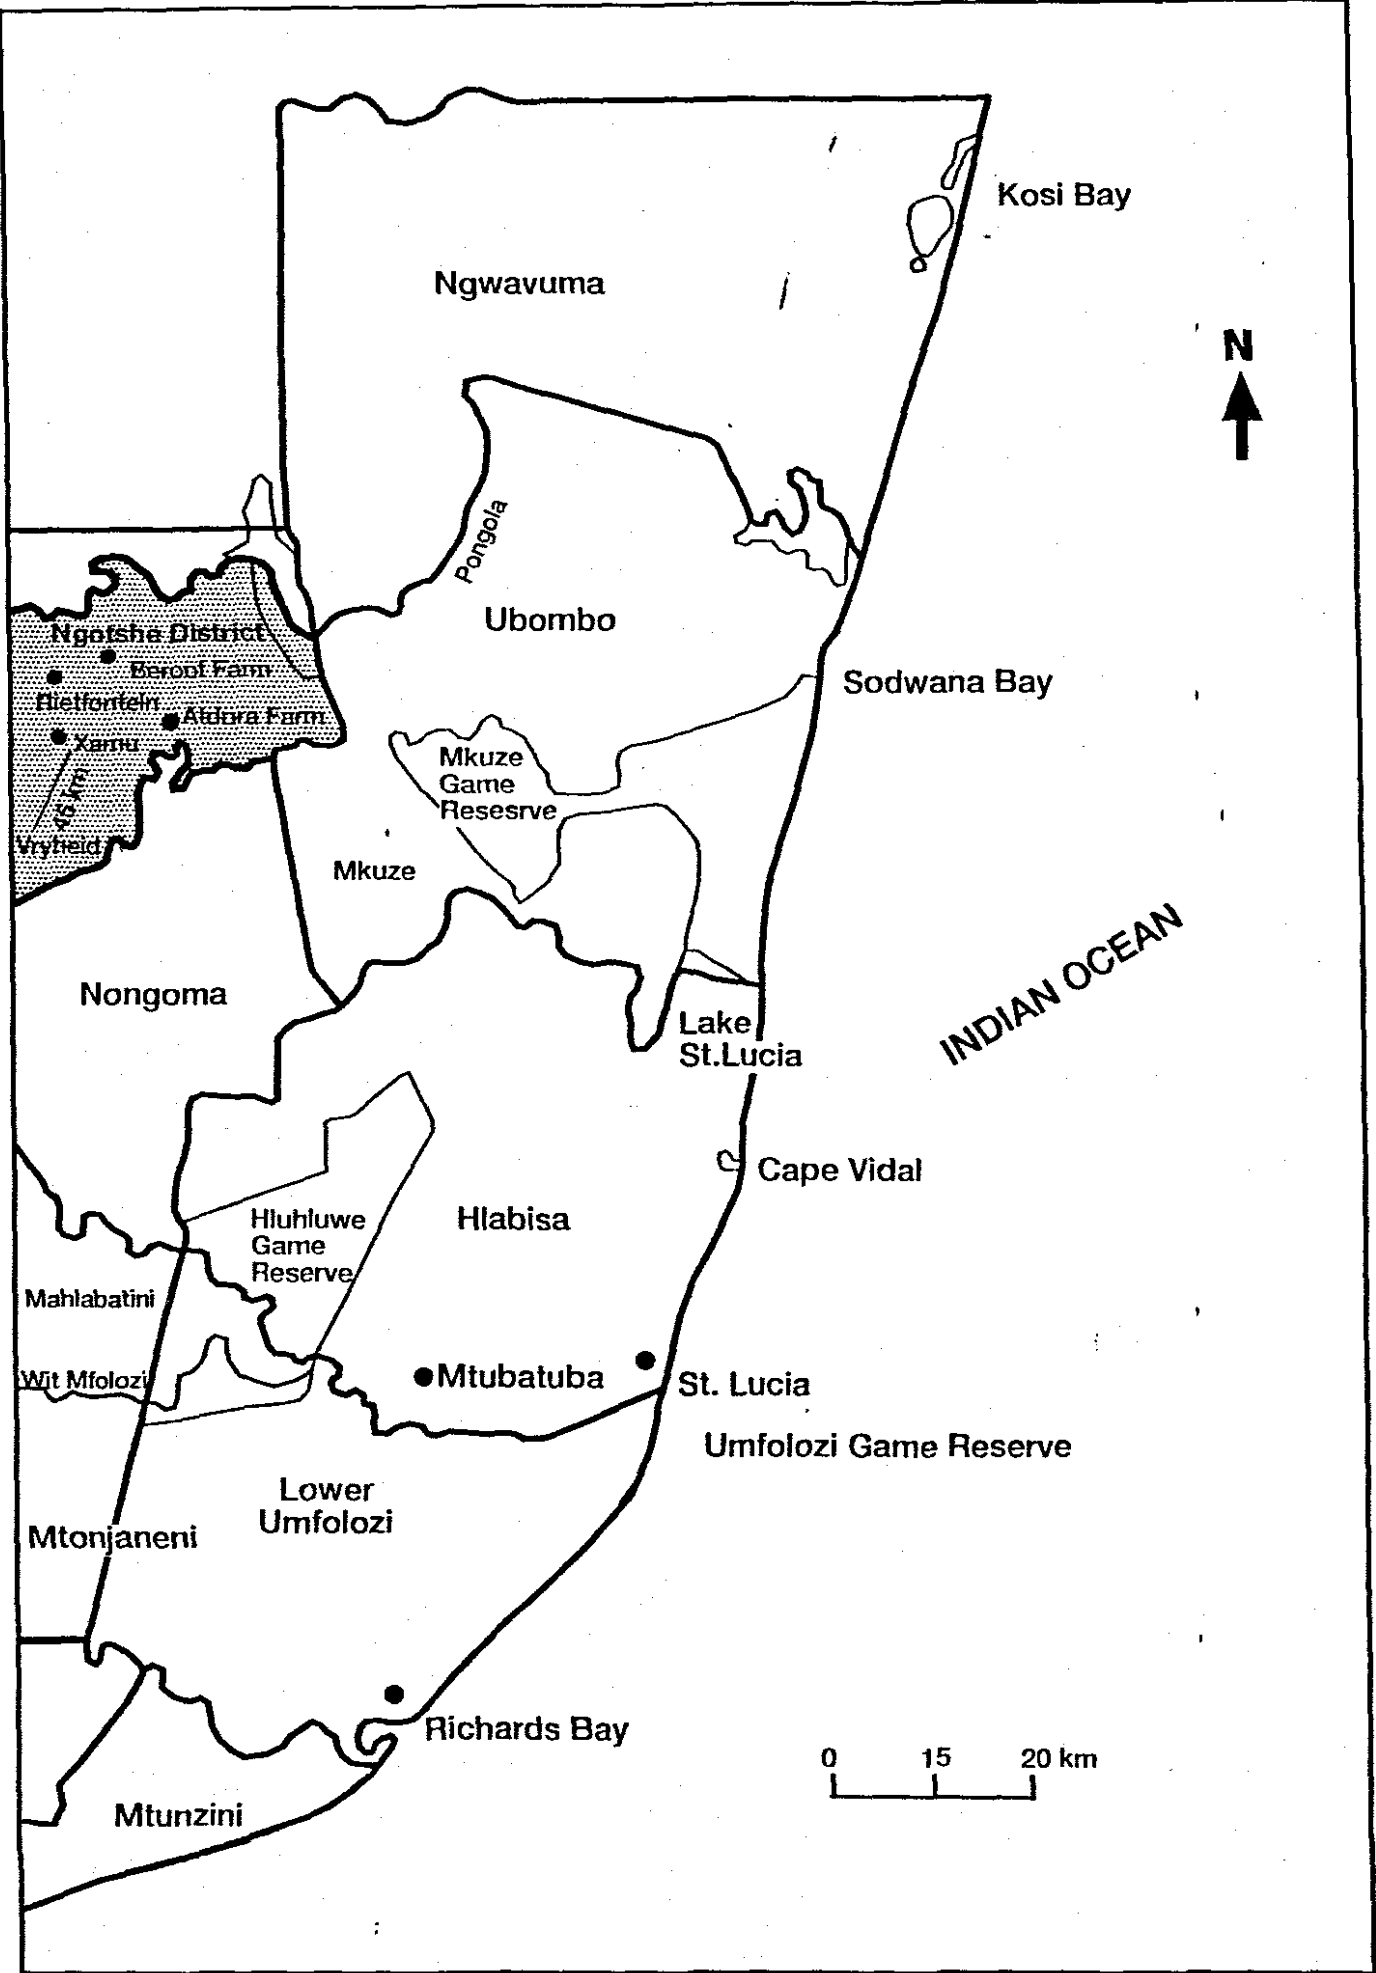 Kosi Bay
Ngwavuma
N
Pongola
Ubombo
Ngotshe District
Beroof Farm
Sodwana Bay
Rietfontein
Aldora Farm
Xamu
Mkuze
Game
Resesrve
45 km
Vryheid
Mkuze
INDIAN OCEAN
Nongoma
Lake
St.Lucia
Cape Vidal
Hluhluwe
Game
Reserve
Hlabisa
Mahlabatini
Wit Mfolozi
Mtubatuba
St. Lucia
Umfolozi Game Reserve
Lower
Umfolozi
Mtonjaneni
Richards Bay
0 15 20 km
Mtunzini